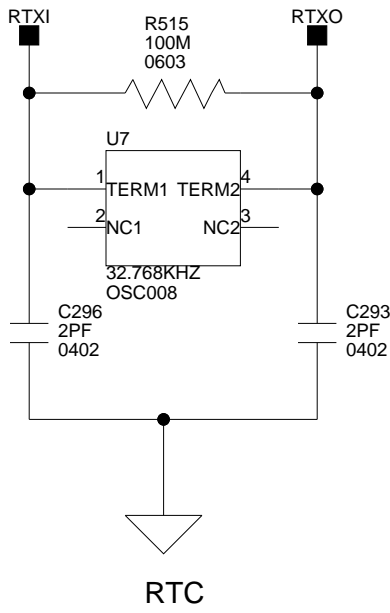 RTXI
RTXO
R515
100M
0603
U7
1 TERM1 TERM2 4
2 NC1 NC2 3
32.768KHZ
OSC008
C296
2PF
0402
C293
2PF
0402
RTC